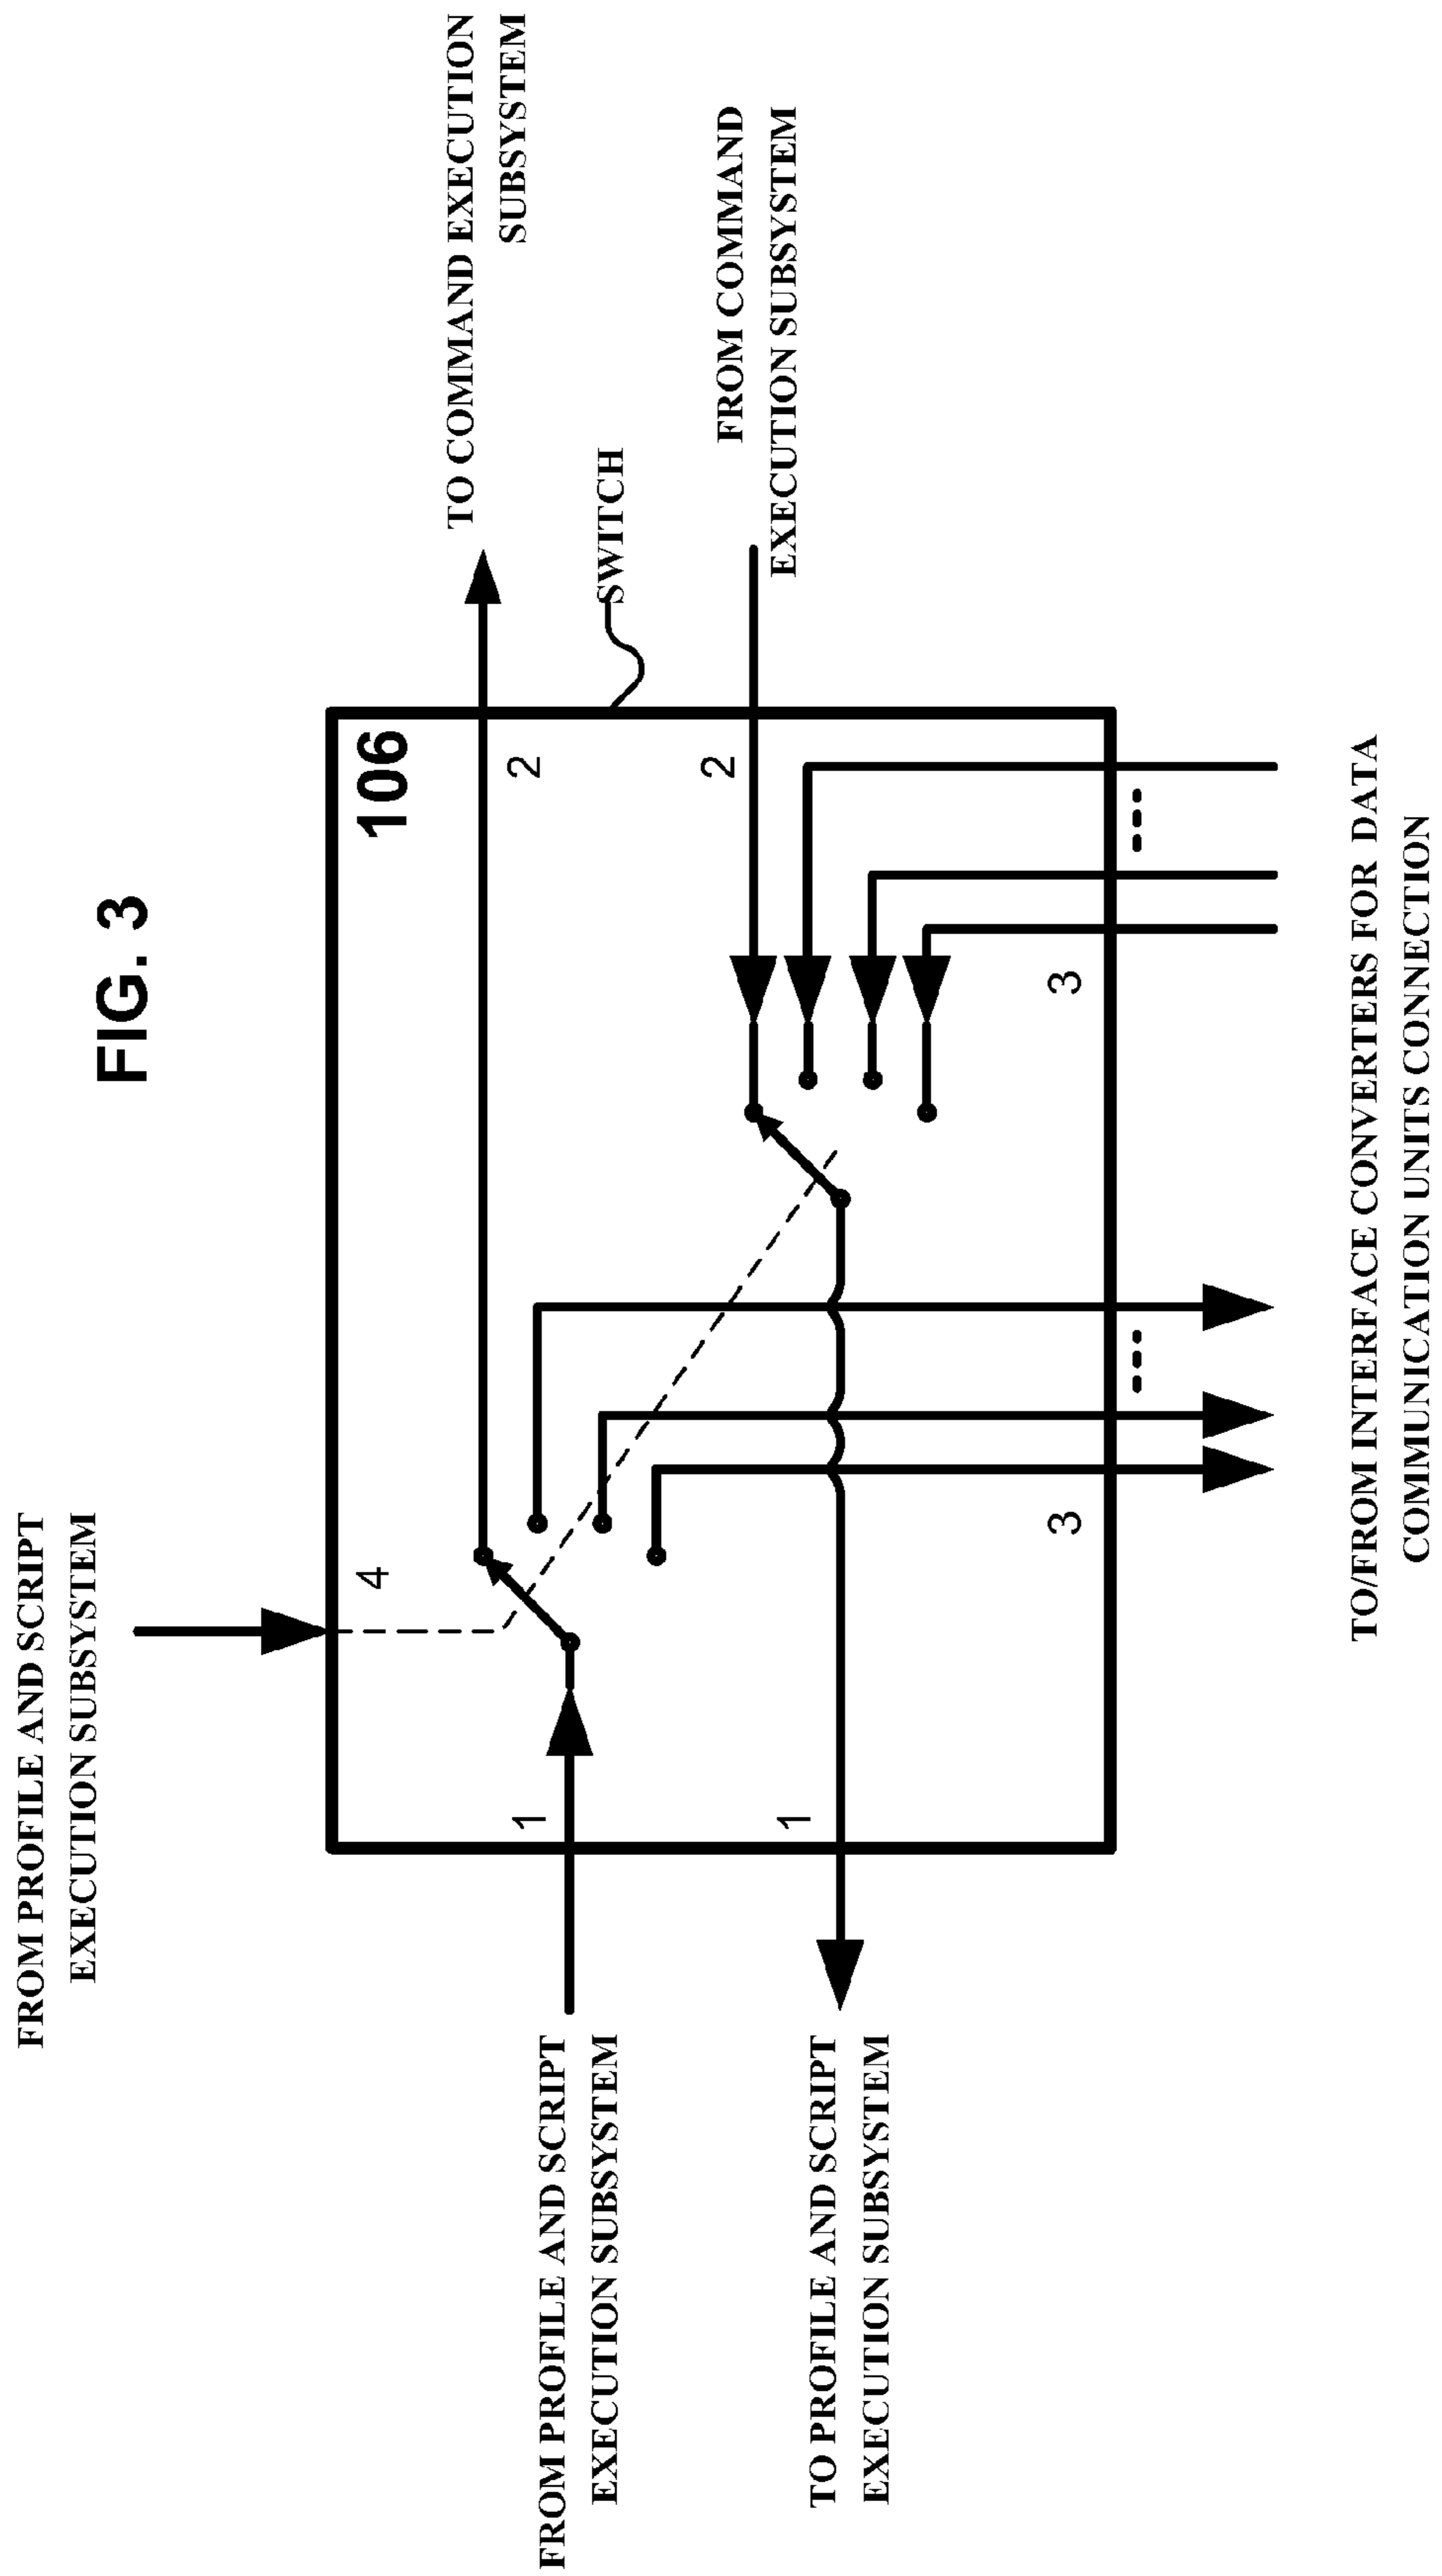 FIG. 3
FROM PROFILE AND SCRIPT
EXECUTION SUBSYSTEM
4
106
TO COMMAND EXECUTION
SUBSYSTEM
2
SWITCH
FROM PROFILE AND SCRIPT
EXECUTION SUBSYSTEM
1
2
FROM COMMAND
EXECUTION SUBSYSTEM
TO PROFILE AND SCRIPT
EXECUTION SUBSYSTEM
1
3
3
TO/FROM INTERFACE CONVERTERS FOR DATA
COMMUNICATION UNITS CONNECTION